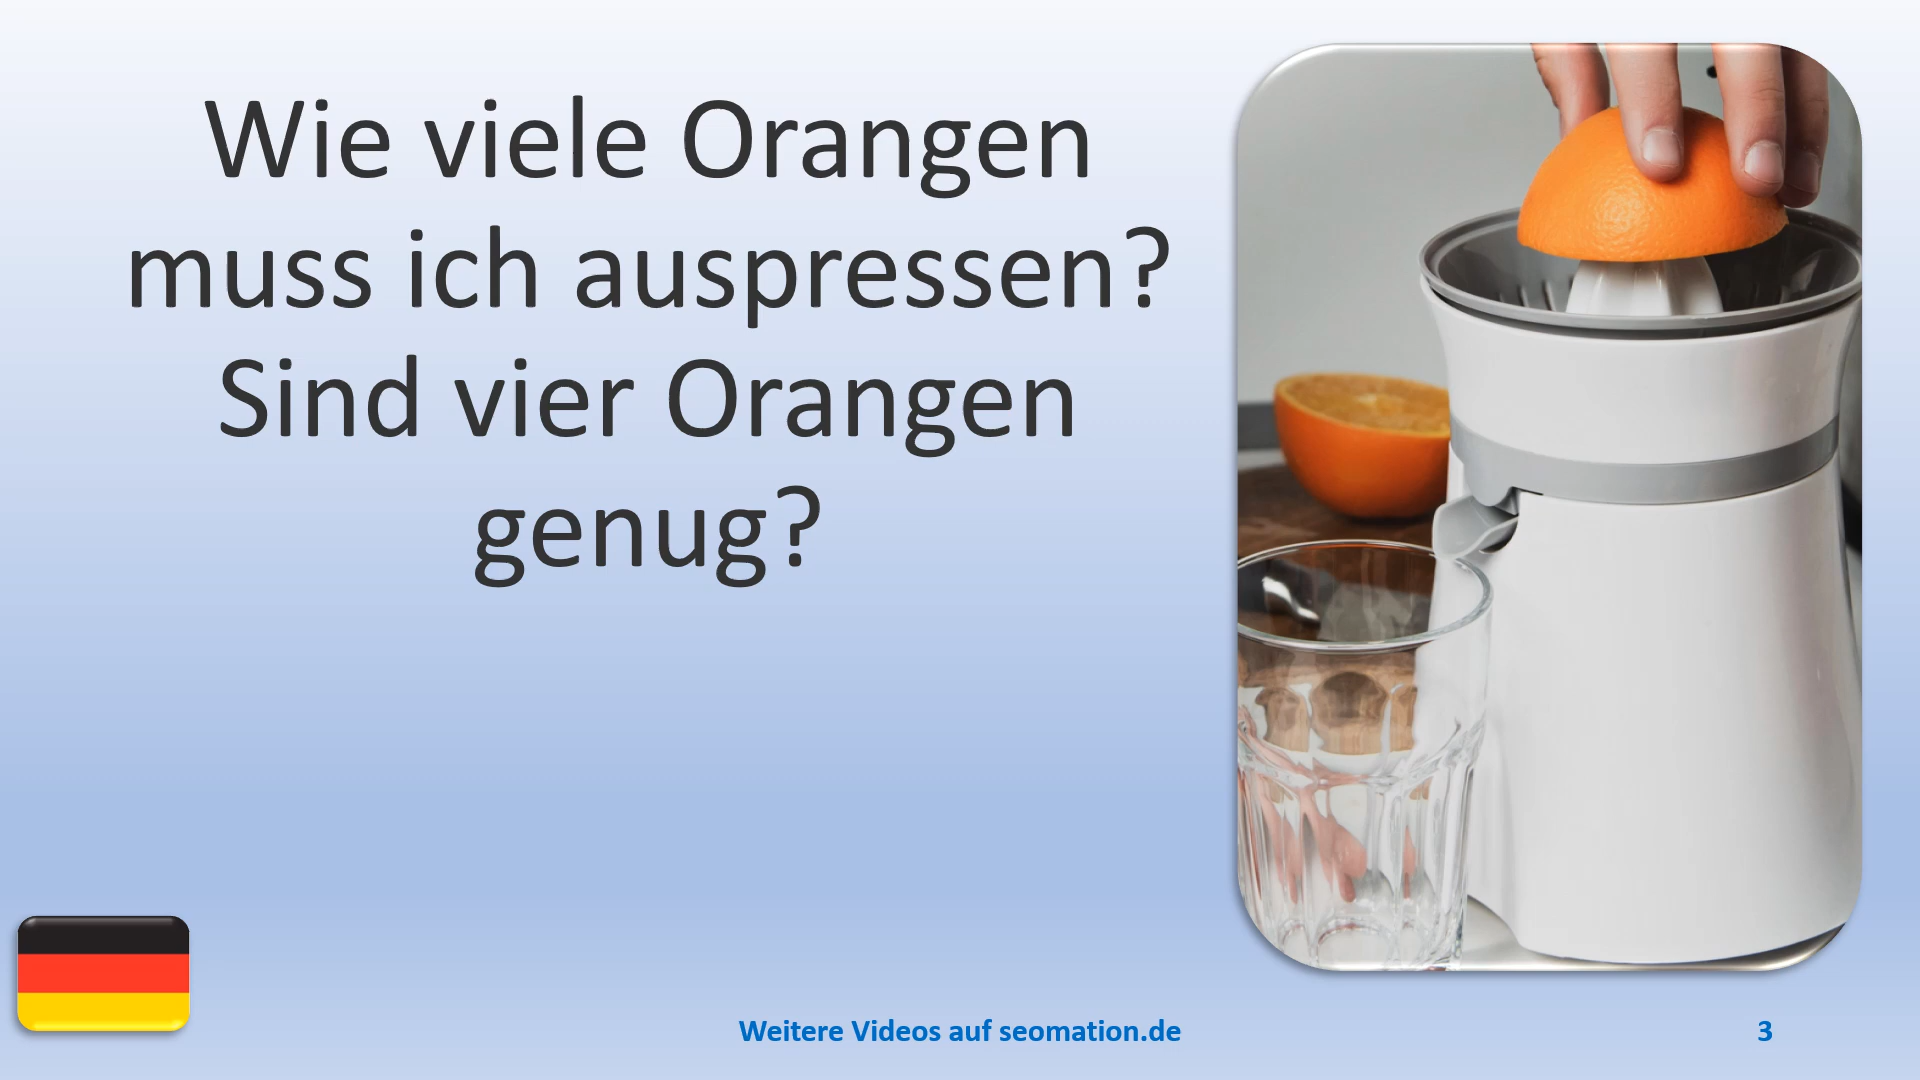 Wie viele Orangen
muss ich auspressen?
Sind vier Orangen
genug?
Weitere Videos auf seomation.de
3